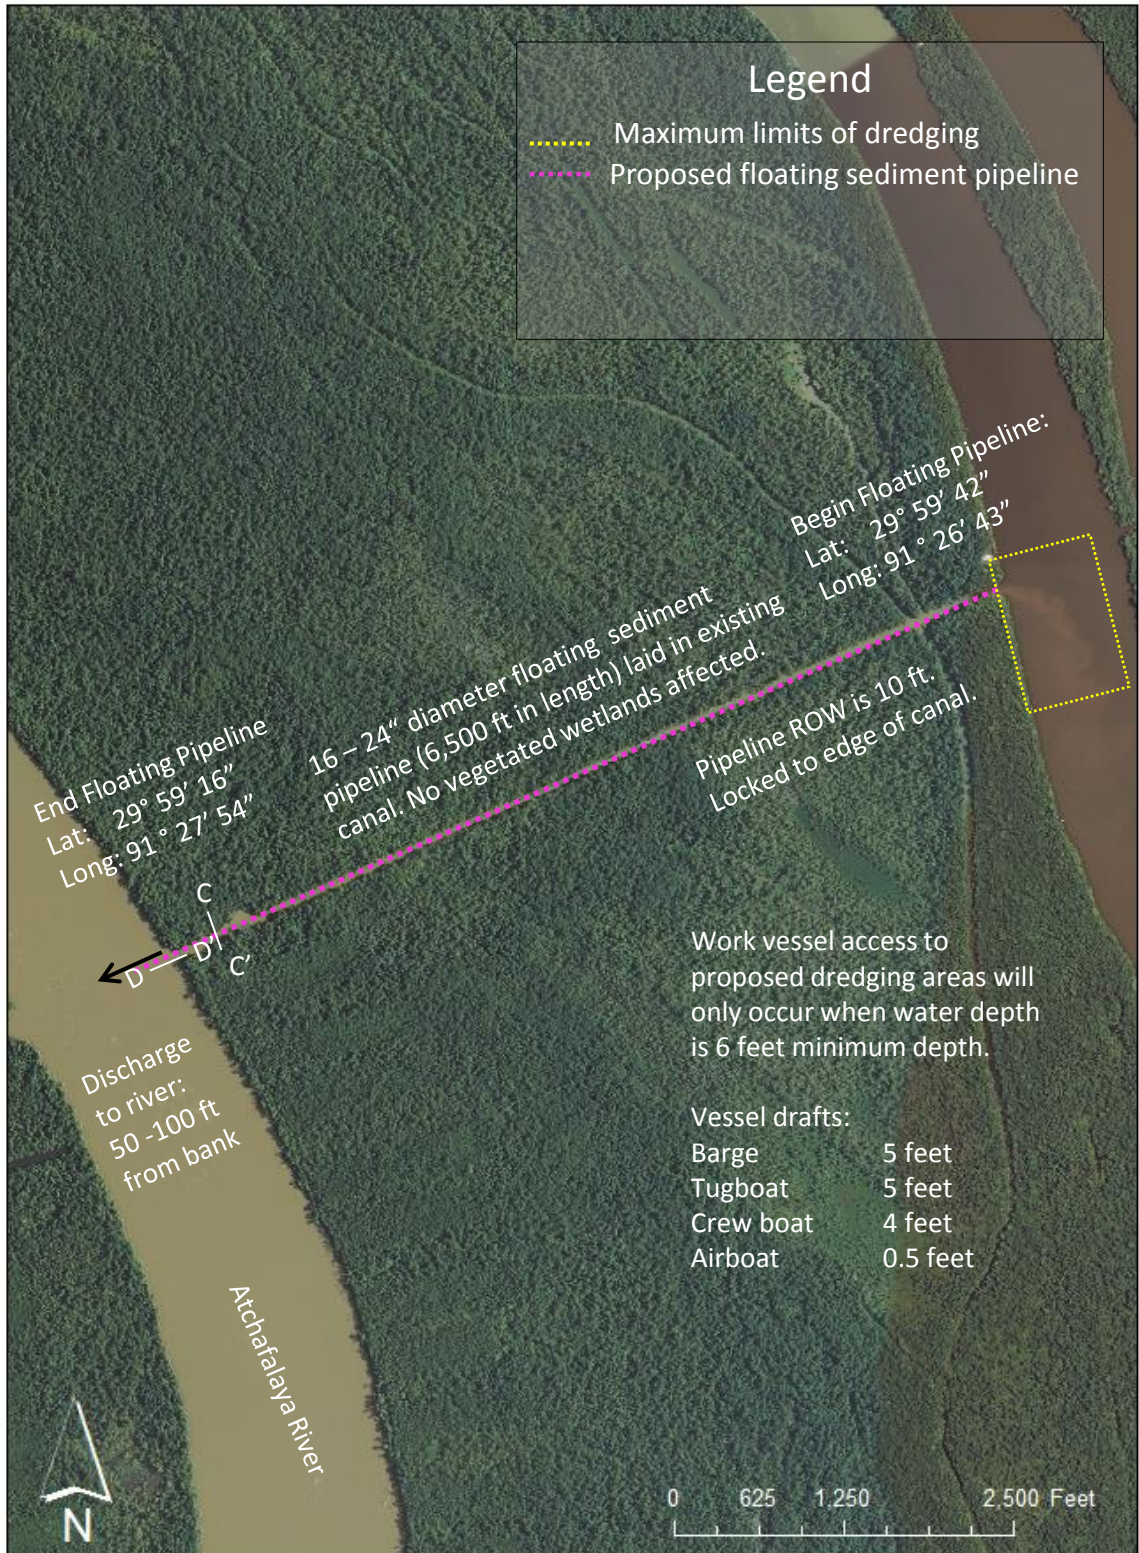 Legend
Maximum limits of dredging
Proposed floating sediment pipeline
Begin Floating Pipeline:
Lat: 29° 59’ 42”
Long: 91 ° 26’ 43”
16 – 24“ diameter floating sediment
pipeline (6,500 ft in length) laid in existing
canal. No vegetated wetlands affected.
Pipeline ROW is 10 ft.
Locked to edge of canal.
End Floating Pipeline
Lat: 29° 59’ 16”
Long: 91 ° 27’ 54”
C
D
D’
C’
Work vessel access to
proposed dredging areas will
only occur when water depth
is 6 feet minimum depth.
Discharge
to river:
50 -100 ft
from bank
Vessel drafts:
Barge 5 feet
Tugboat 5 feet
Crew boat 4 feet
Airboat 0.5 feet
Atchafalaya River
N
0 625 1,250 2,500 Feet